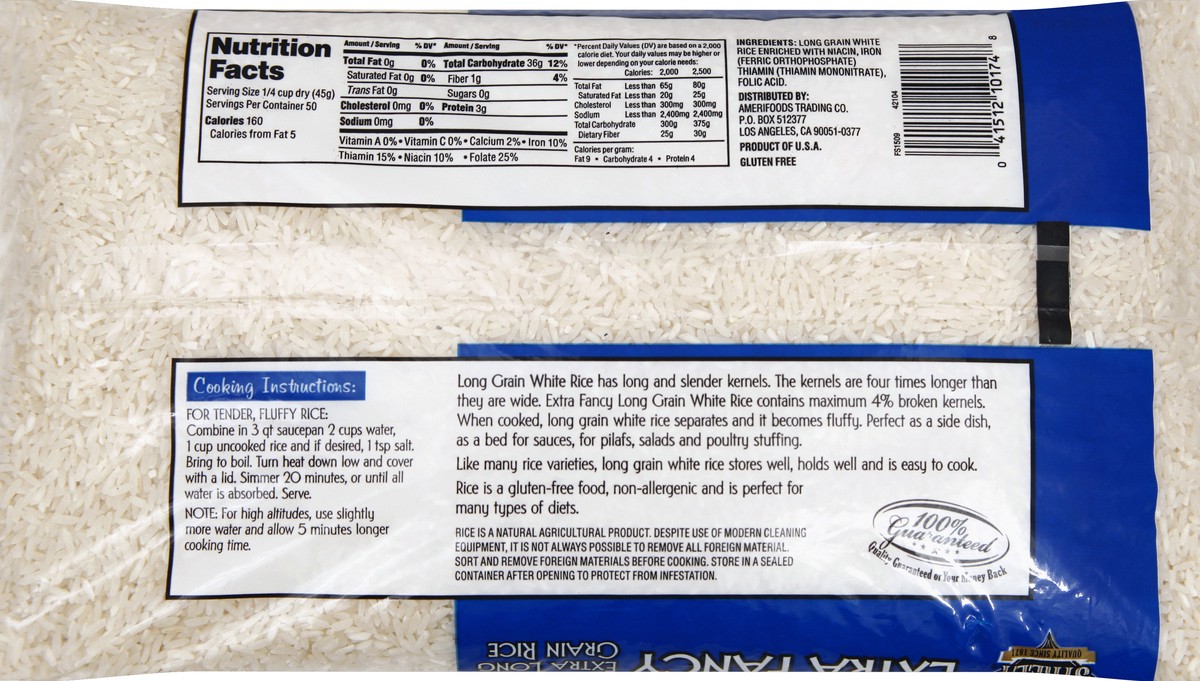 Nutrition
Facts
Serving Size 1/4 cup dry (45g)
Servings Per Container 50
Calories 160
Calories from Fat 5
Amount / Serving % DV* Amount / Serving % DV*
Total Fat 0g 0% Total Carbohydrate 36g 12%
Saturated Fat 0g 0% Fiber 1g 4%
Trans Fat 0g Sugars 0g
Cholesterol 0mg 0% Protein 3g
Sodium 0mg 0%
Vitamin A 0% • Vitamin C 0% • Calcium 2% • Iron 10%
Thiamin 15% • Niacin 10% • Folate 25%
*Percent Daily Values (DV) are based on a 2,000
calorie diet. Your daily values may be higher or
lower depending on your calorie needs:
Calories: 2,000 2,500
Total Fat Less than 65g 80g
Saturated Fat Less than 20g 25g
Cholesterol Less than 300mg 300mg
Sodium Less than 2,400mg 2,400mg
Total Carbohydrate 300g 375g
Dietary Fiber 25g 30g
Calories per gram:
Fat 9 • Carbohydrate 4 • Protein 4
INGREDIENTS: LONG GRAIN WHITE
RICE ENRICHED WITH NIACIN, IRON
(FERRIC ORTHOPHOSPHATE)
THIAMIN (THIAMIN MONONITRATE),
FOLIC ACID.
DISTRIBUTED BY:
AMERIFOODS TRADING CO.
P.O. BOX 512377
LOS ANGELES, CA 90051-0377
PRODUCT OF U.S.A.
GLUTEN FREE
FS1509 42104
0 41512 10174 8
Cooking Instructions:
FOR TENDER, FLUFFY RICE:
Combine in 3 qt saucepan 2 cups water,
1 cup uncooked rice and if desired, 1 tsp salt.
Bring to boil. Turn heat down low and cover
with a lid. Simmer 20 minutes, or until all
water is absorbed. Serve.
NOTE: For high altitudes, use slightly
more water and allow 5 minutes longer
cooking time.
Long Grain White Rice has long and slender kernels. The kernels are four times longer than
they are wide. Extra Fancy Long Grain White Rice contains maximum 4% broken kernels.
When cooked, long grain white rice separates and it becomes fluffy. Perfect as a side dish,
as a bed for sauces, for pilafs, salads and poultry stuffing.
Like many rice varieties, long grain white rice stores well, holds well and is easy to cook.
Rice is a gluten-free food, non-allergenic and is perfect for
many types of diets.
RICE IS A NATURAL AGRICULTURAL PRODUCT. DESPITE USE OF MODERN CLEANING
EQUIPMENT, IT IS NOT ALWAYS POSSIBLE TO REMOVE ALL FOREIGN MATERIAL.
SORT AND REMOVE FOREIGN MATERIALS BEFORE COOKING. STORE IN A SEALED
CONTAINER AFTER OPENING TO PROTECT FROM INFESTATION.
100%
Guaranteed
Quality Guaranteed or Your Money Back
QUALITY SINCE 1871
EXTRA FANCY
EXTRA LONG
GRAIN RICE